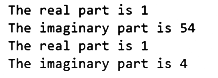 The real part is 1
The imaginary part is 54
The real part is 1
The imaginary part is 4